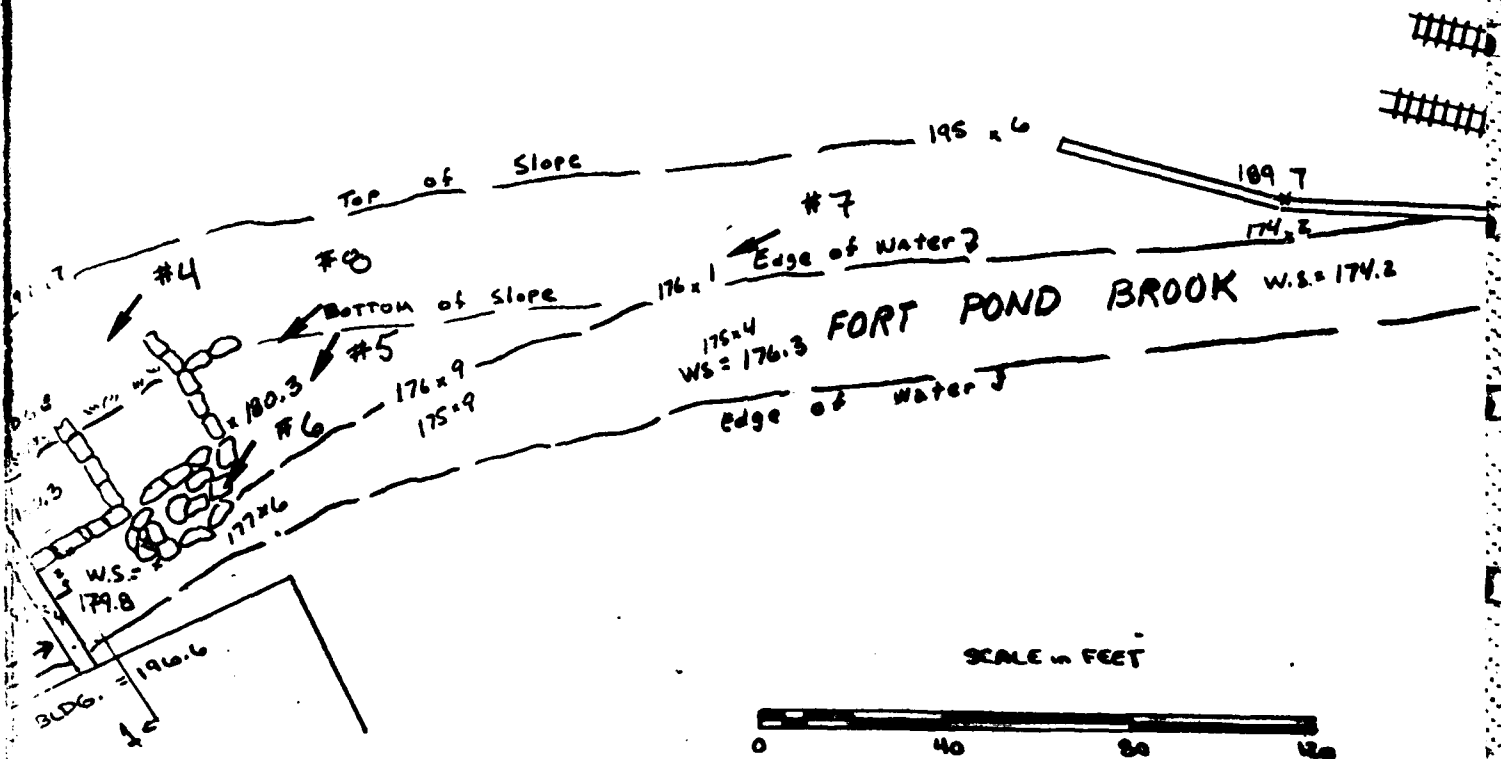 195 x 6
Top of Slope
189 7
#7
174 x 2
Edge of Water
#4
#8
176 x 1
W.S.= 174.2
FORT POND BROOK
Bottom of Slope
175 x 4
WS = 176.3
#5
Edge of Water
176 x 9
175 x 9
x 180.3
#6
177 x 6
W.S.=
179.8
BLDG. = 196.6
SCALE in FEET
0 40 80 120